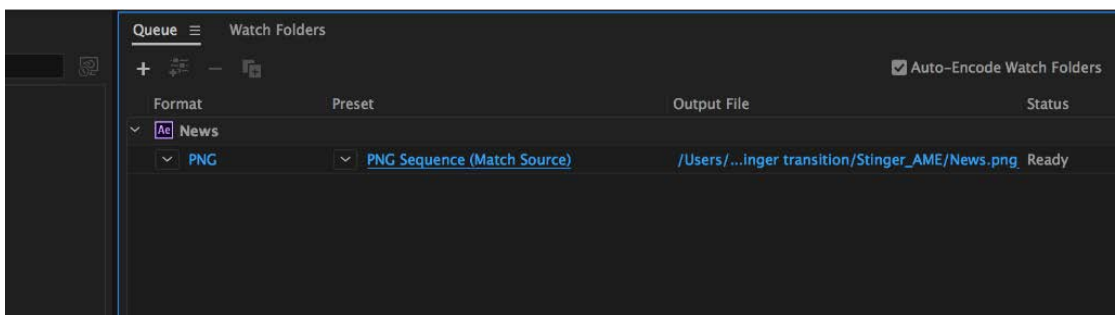 Queue Watch Folders
Auto-Encode Watch Folders
Format Preset Output File Status
Ae News
PNG PNG Sequence (Match Source) /Users/...inger transition/Stinger_AME/News.png Ready